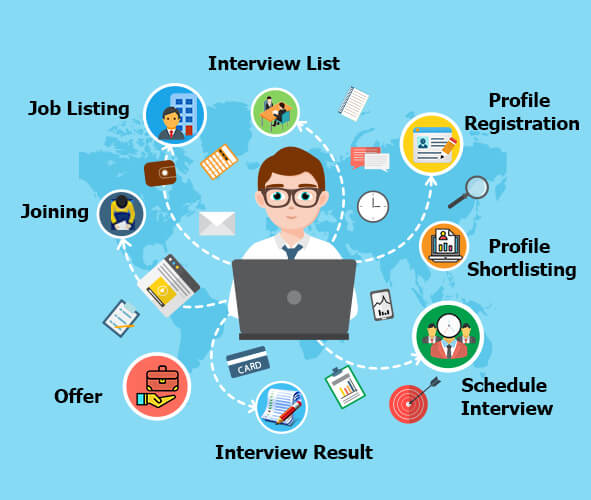 Interview List
Job Listing
Profile
Registration
Joining
Profile
Shortlisting
CARD
Offer
Schedule
Interview
Interview Result